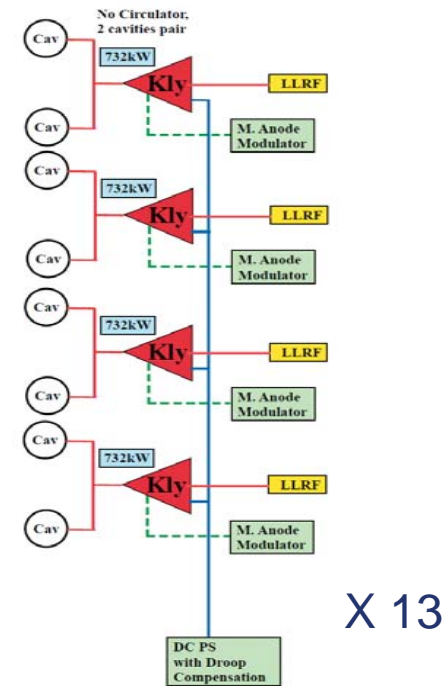 No Circulator,
2 cavities pair
Cav
732kW
Kly
LLRF
Cav
M. Anode
Modulator
Cav
732kW
Kly
LLRF
Cav
M. Anode
Modulator
Cav
732kW
Kly
LLRF
Cav
M. Anode
Modulator
Cav
732kW
Kly
LLRF
Cav
M. Anode
Modulator
X 13
DC PS
with Droop
Compensation